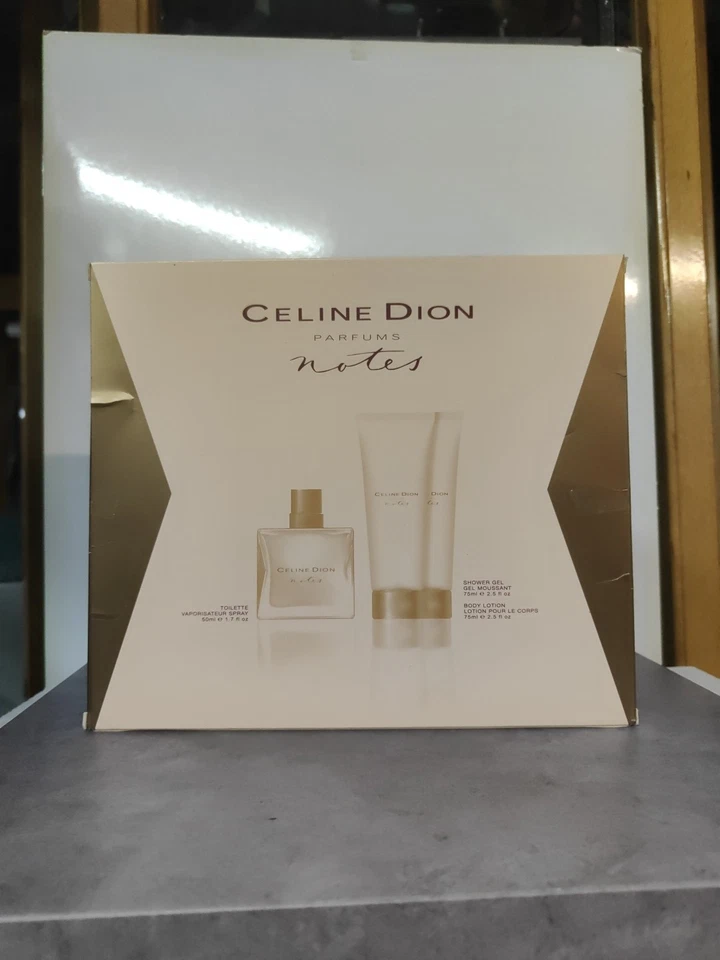 CELINE DION
PARFUMS
notes
CELINE DION
notes
DION
tes
CELINE DION
notes
TOILETTE
VAPORISATEUR SPRAY
50ml ℮ 1.7 fl oz
SHOWER GEL
GEL MOUSSANT
75ml ℮ 2.5 fl oz
BODY LOTION
LOTION POUR LE CORPS
75ml ℮ 2.5 fl oz